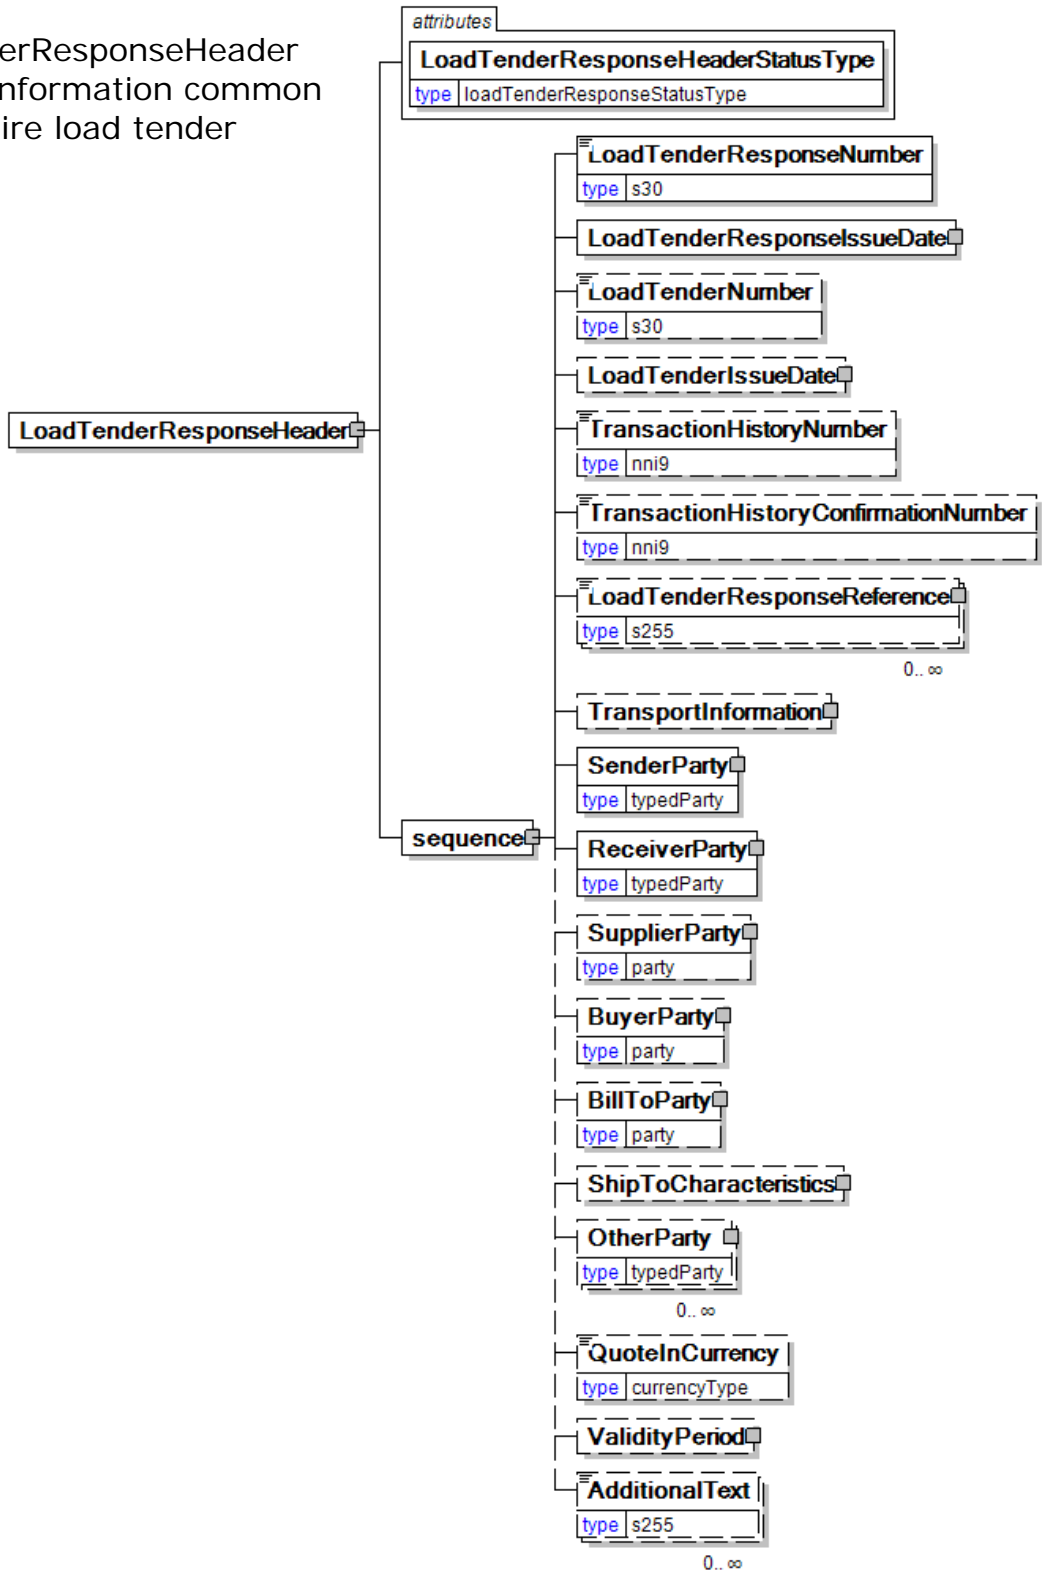 derResponseHeader
information common
ire load tender
attributes
LoadTenderResponseHeaderStatusType
type loadTenderResponseStatusType
LoadTenderResponseNumber
type s30
LoadTenderResponseIssueDate
LoadTenderNumber
type s30
LoadTenderIssueDate
LoadTenderResponseHeader
TransactionHistoryNumber
type nni9
TransactionHistoryConfirmationNumber
type nni9
LoadTenderResponseReference
type s255
0.. ∞
TransportInformation
SenderParty
type typedParty
sequence
ReceiverParty
type typedParty
SupplierParty
type party
BuyerParty
type party
BillToParty
type party
ShipToCharacteristics
OtherParty
type typedParty
0.. ∞
QuoteInCurrency
type currencyType
ValidityPeriod
AdditionalText
type s255
0.. ∞